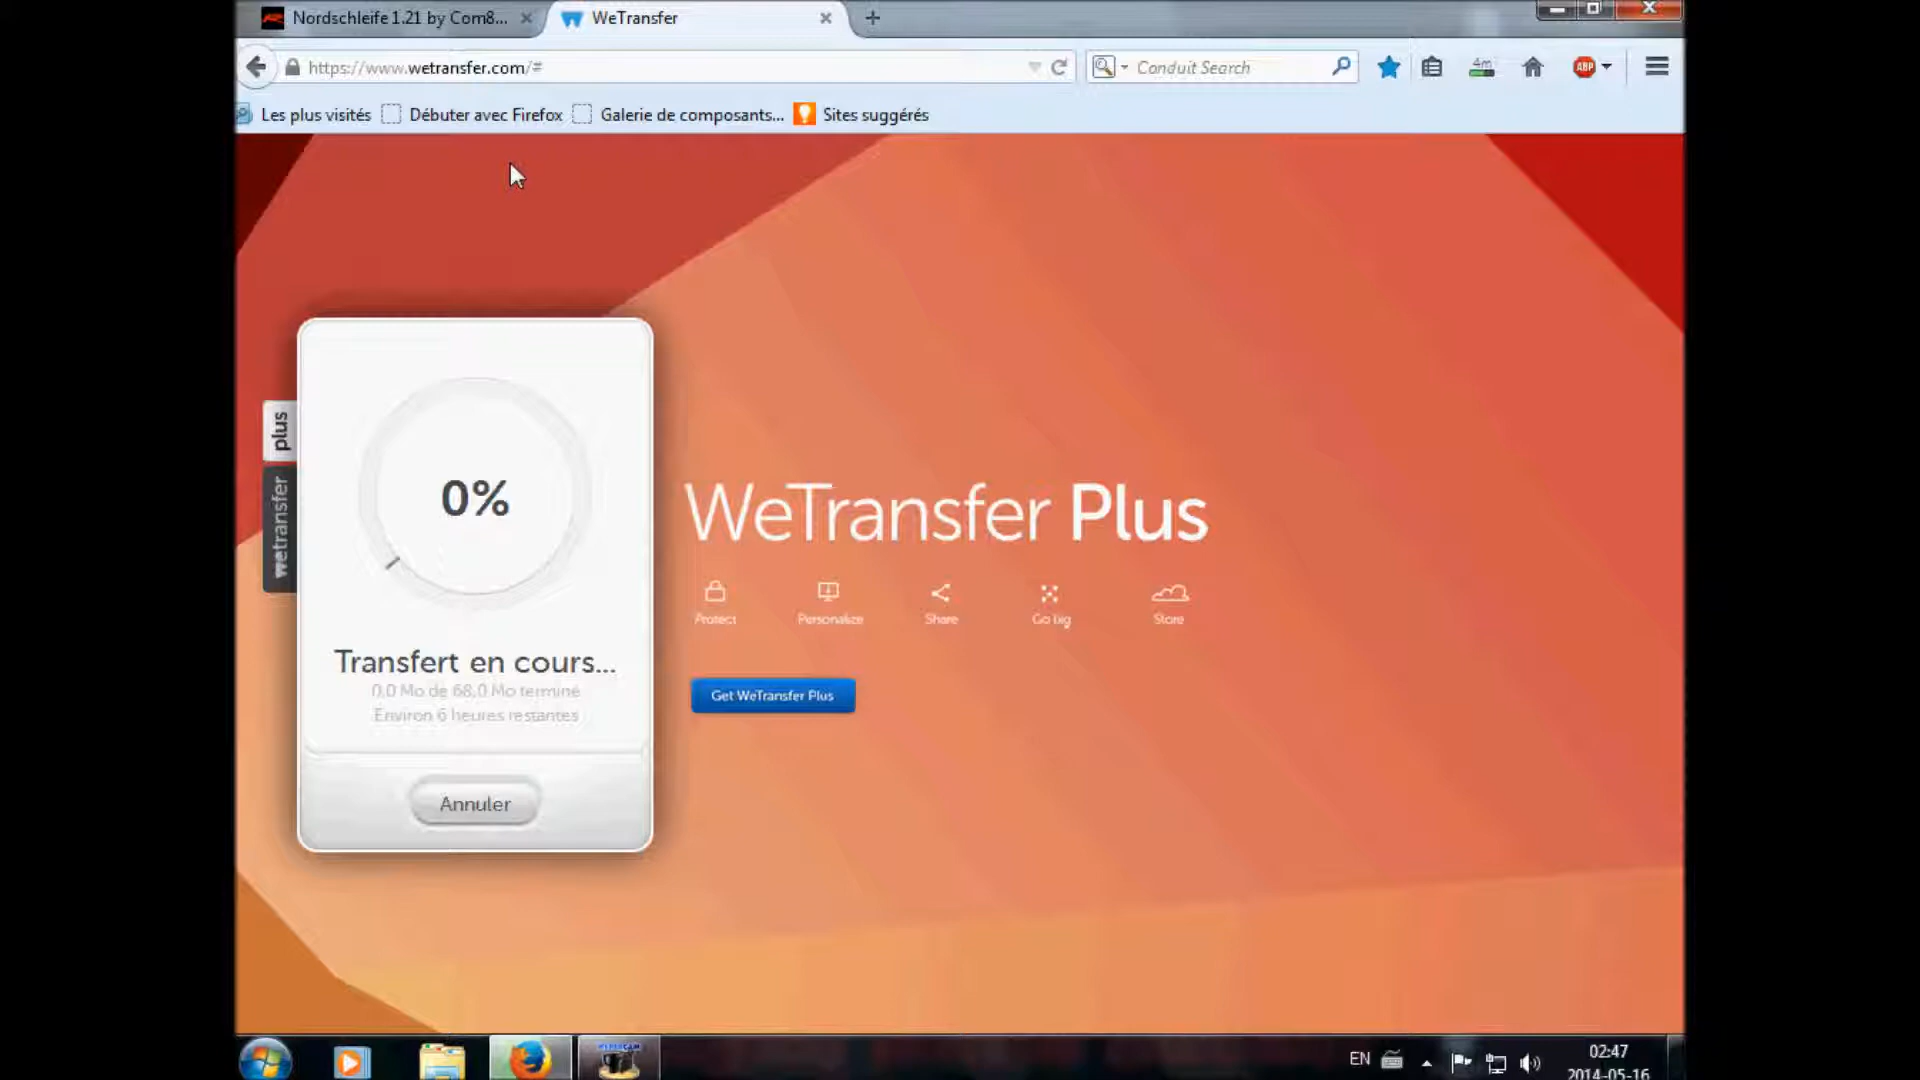 Nordschleife 1.21 by Com8...
WeTransfer
https://www.wetransfer.com/#
Conduit Search
4m
ABP
Les plus visités
Débuter avec Firefox
Galerie de composants...
Sites suggérés
plus
wetransfer
0%
Transfert en cours...
0,0 Mo de 68,0 Mo terminé
Environ 6 heures restantes
Annuler
WeTransfer Plus
Protect
Personalize
Share
Go big
Store
Get WeTransfer Plus
EN
02:47
2014-05-16